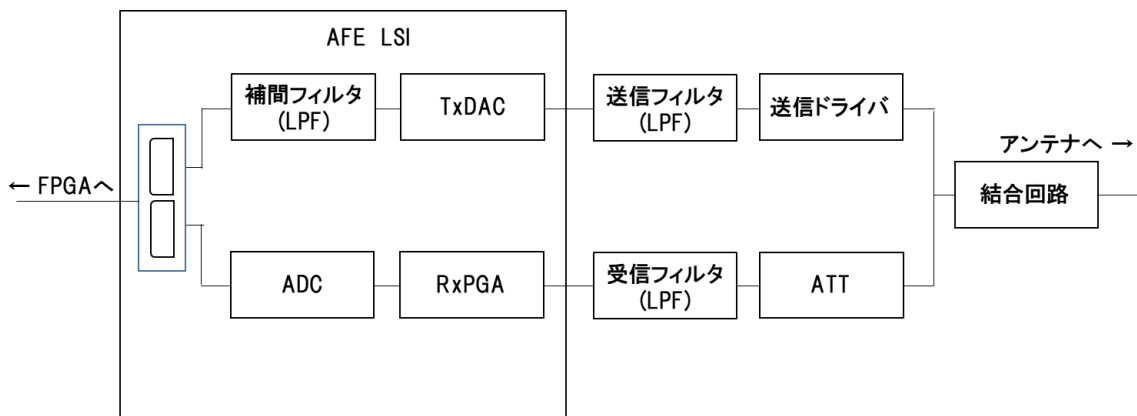 AFE LSI
補間フィルタ
(LPF)
TxDAC
送信フィルタ
(LPF)
送信ドライバ
アンテナへ →
← FPGAへ
結合回路
ADC
RxPGA
受信フィルタ
(LPF)
ATT